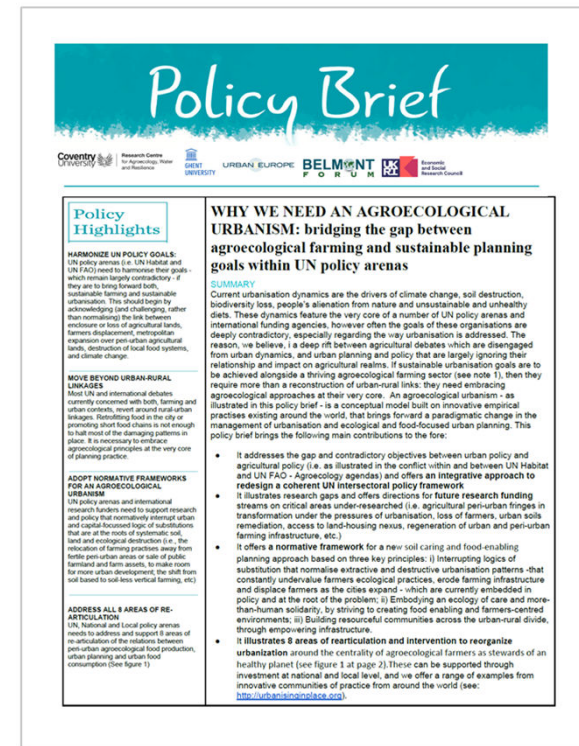 Policy Brief
Coventry University
Research Centre
for Agroecology, Water
and Resilience
GHENT
UNIVERSITY
URBAN EUROPE
BELMONT
FORUM
UKRI
Economic
and Social
Research Council
Policy
Highlights
HARMONIZE UN POLICY GOALS:
UN policy arenas (i.e. UN Habitat and
UN FAO) need to harmonise their goals -
which remain largely contradictory - if
they are to bring forward both,
sustainable farming and sustainable
urbanisation. This should begin by
acknowledging (and challenging, rather
than normalising) the link between
enclosure or loss of agricultural lands,
farmers displacement, metropolitan
expansion over peri-urban agricultural
lands, destruction of local food systems,
and climate change.
MOVE BEYOND URBAN-RURAL
LINKAGES
Most UN and international debates
currently concerned with both, farming and
urban contexts, revert around rural-urban
linkages. Retrofitting food in the city or
promoting short food chains is not enough
to halt most of the damaging patterns in
place. It is necessary to embrace
agroecological principles at the very core
of planning practice.
ADOPT NORMATIVE FRAMEWORKS
FOR AN AGROECOLOGICAL
URBANISM
UN policy arenas and international
research funders need to support research
and policy that normatively interrupt urban
and capital-focussed logic of substitutions
that are at the roots of systematic soil,
land and ecological destruction (i.e., the
relocation of farming practises away from
fertile peri-urban areas or sale of public
farmland and farm assets, to make room
for more urban development; the shift from
soil based to soil-less vertical farming, etc)
ADDRESS ALL 8 AREAS OF RE-
ARTICULATION
UN, National and Local policy arenas
needs to address and support 8 areas of
re-articulation of the relations between
peri-urban agroecological food production,
urban planning and urban food
consumption (See figure 1)
WHY WE NEED AN AGROECOLOGICAL
URBANISM: bridging the gap between
agroecological farming and sustainable planning
goals within UN policy arenas
SUMMARY
Current urbanisation dynamics are the drivers of climate change, soil destruction,
biodiversity loss, people's alienation from nature and unsustainable and unhealthy
diets. These dynamics feature the very core of a number of UN policy arenas and
international funding agencies, however often the goals of these organisations are
deeply contradictory, especially regarding the way urbanisation is addressed. The
reason, we believe, i a deep rift between agricultural debates which are disengaged
from urban dynamics, and urban planning and policy that are largely ignoring their
relationship and impact on agricultural realms. If sustainable urbanisation goals are to
be achieved alongside a thriving agroecological farming sector (see note 1), then they
require more than a reconstruction of urban-rural links: they need embracing
agroecological approaches at their very core. An agroecological urbanism - as
illustrated in this policy brief - is a conceptual model built on innovative empirical
practises existing around the world, that brings forward a paradigmatic change in the
management of urbanisation and ecological and food-focused urban planning. This
policy brief brings the following main contributions to the fore:
• It addresses the gap and contradictory objectives between urban policy and
agricultural policy (i.e. as illustrated in the conflict within and between UN Habitat
and UN FAO - Agroecology agendas) and offers an integrative approach to
redesign a coherent UN intersectoral policy framework
• It illustrates research gaps and offers directions for future research funding
streams on critical areas under-researched (i.e. agricultural peri-urban fringes in
transformation under the pressures of urbanisation, loss of farmers, urban soils
remediation, access to land-housing nexus, regeneration of urban and peri-urban
farming infrastructure, etc.)
• It offers a normative framework for a new soil caring and food-enabling
planning approach based on three key principles: i) Interrupting logics of
substitution that normalise extractive and destructive urbanisation patterns -that
constantly undervalue farmers ecological practices, erode farming infrastructure
and displace farmers as the cities expand - which are currently embedded in
policy and at the root of the problem; ii) Embodying an ecology of care and more-
than-human solidarity, by striving to creating food enabling and farmers-centred
environments; iii) Building resourceful communities across the urban-rural divide,
through empowering infrastructure.
• It illustrates 8 areas of rearticulation and intervention to reorganize
urbanization around the centrality of agroecological farmers as stewards of an
healthy planet (see figure 1 at page 2).These can be supported through
investment at national and local level, and we offer a range of examples from
innovative communities of practice from around the world (see:
http://urbanisinginplace.org).